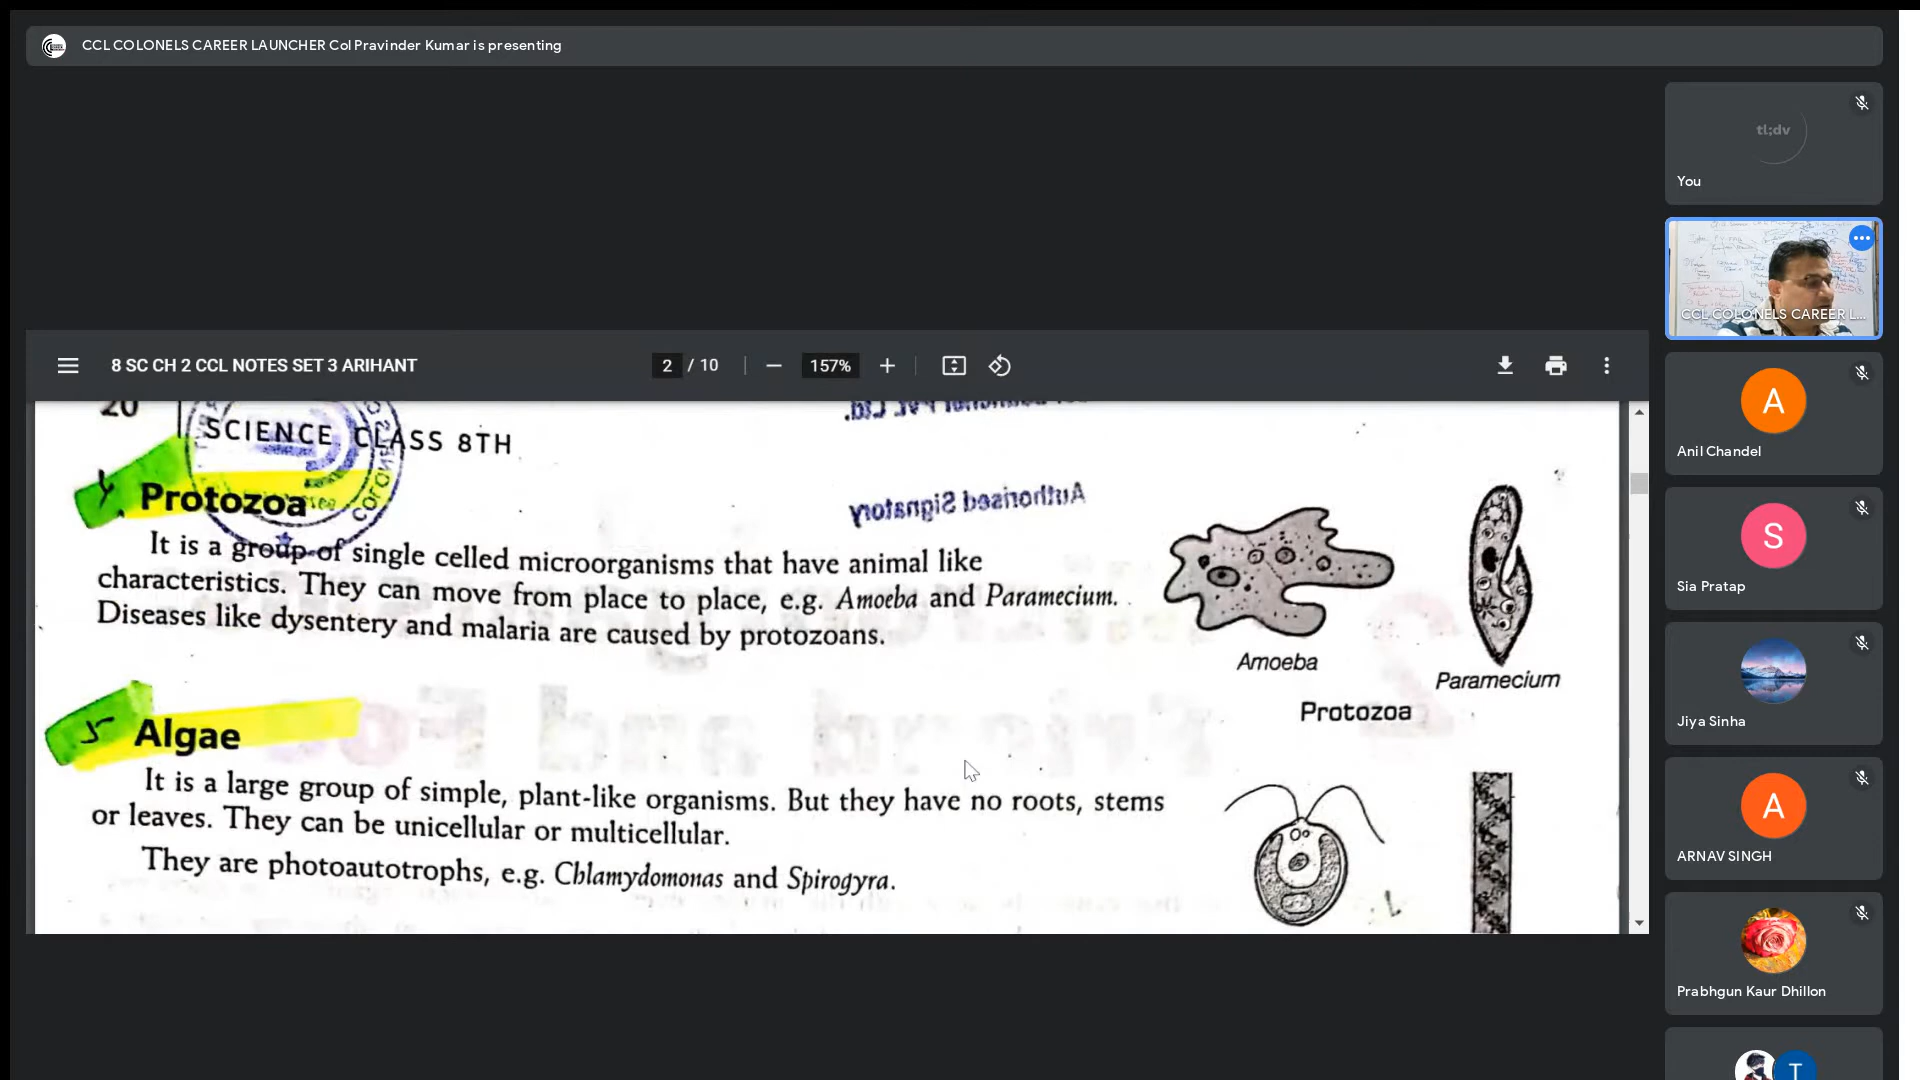 CCL COLONELS CAREER LAUNCHER Col Pravinder Kumar is presenting
tl;dv
You
CCL COLONELS CAREER L...
8 SC CH 2 CCL NOTES SET 3 ARIHANT
2 / 10
157%
A
Anil Chandel
20
SCIENCE CLASS 8TH
Authorised Signatory
Protozoa
It is a group of single celled microorganisms that have animal like
characteristics. They can move from place to place, e.g. Amoeba and Paramecium.
Diseases like dysentery and malaria are caused by protozoans.
Amoeba
Paramecium
Protozoa
S
Sia Pratap
5 Algae
It is a large group of simple, plant-like organisms. But they have no roots, stems
or leaves. They can be unicellular or multicellular.
They are photoautotrophs, e.g. Chlamydomonas and Spirogyra.
Jiya Sinha
A
ARNAV SINGH
Prabhgun Kaur Dhillon
T